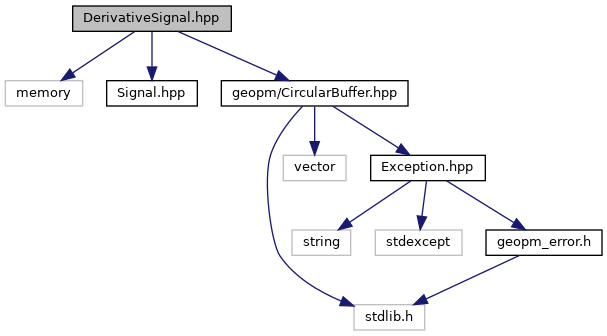 DerivativeSignal.hpp
memory
Signal.hpp
geopm/CircularBuffer.hpp
vector
Exception.hpp
string
stdexcept
geopm_error.h
stdlib.h